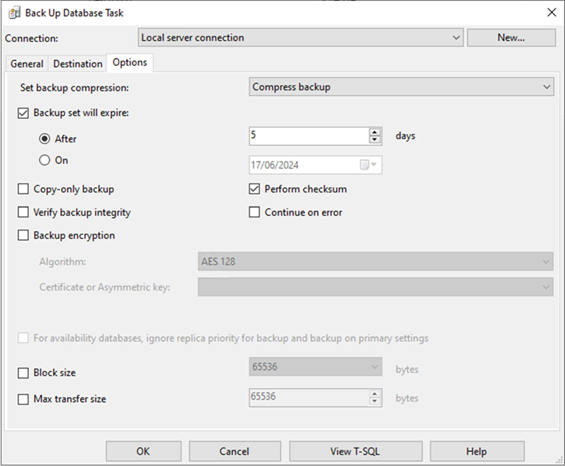 Back Up Database Task
Connection: Local server connection New...
General Destination Options
Set backup compression: Compress backup
Backup set will expire:
After 5 days
On 17/06/2024
Copy-only backup Perform checksum
Verify backup integrity Continue on error
Backup encryption
Algorithm: AES 128
Certificate or Asymmetric key:
For availability databases, ignore replica priority for backup and backup on primary settings
Block size 65536 bytes
Max transfer size 65536 bytes
OK Cancel View T-SQL Help